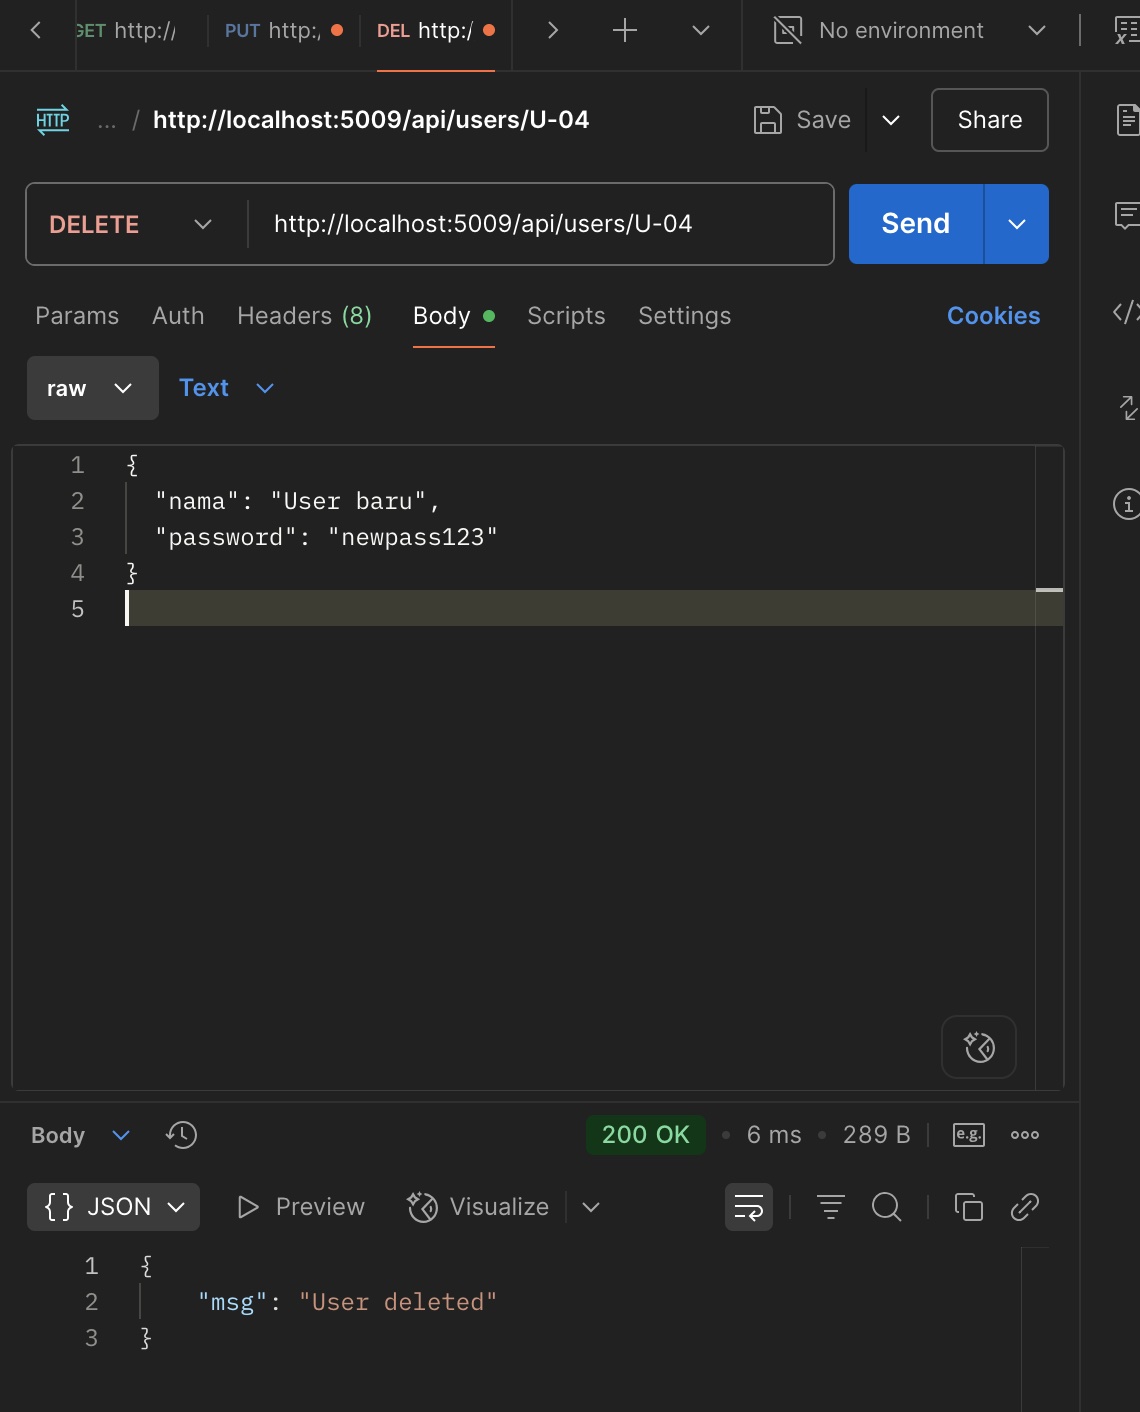 GET http://
PUT http:/
DEL http:/
No environment
HTTP ... / http://localhost:5009/api/users/U-04
Save
Share
DELETE
http://localhost:5009/api/users/U-04
Send
Params Auth Headers (8) Body Scripts Settings Cookies
raw Text
1 {
2 "nama": "User baru",
3 "password": "newpass123"
4 }
5
Body
200 OK • 6 ms • 289 B
e.g.
{} JSON Preview Visualize
1 {
2 "msg": "User deleted"
3 }